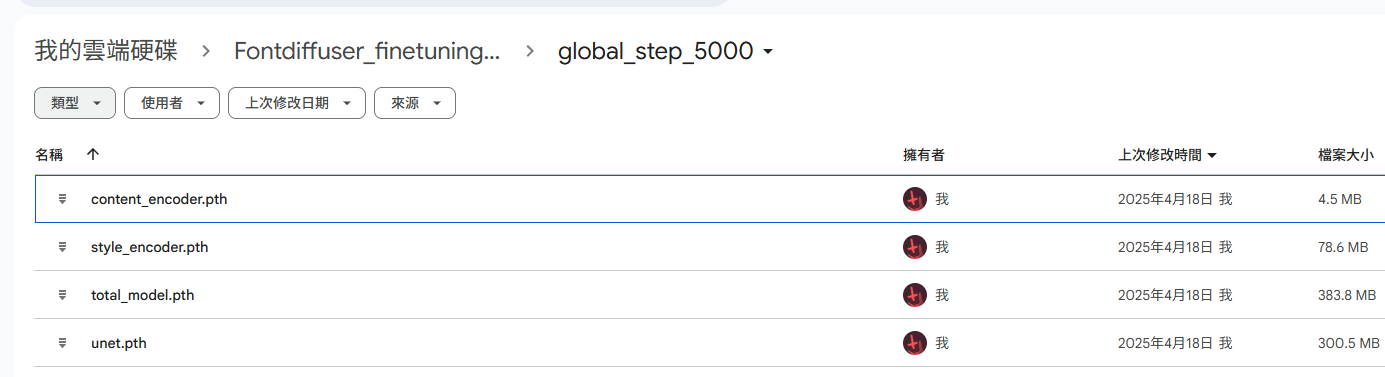 我的雲端硬碟 > Fontdiffuser_finetuning... > global_step_5000
類型 使用者 上次修改日期 來源
名稱 擁有者 上次修改時間 檔案大小
content_encoder.pth 我 2025年4月18日 我 4.5 MB
style_encoder.pth 我 2025年4月18日 我 78.6 MB
total_model.pth 我 2025年4月18日 我 383.8 MB
unet.pth 我 2025年4月18日 我 300.5 MB